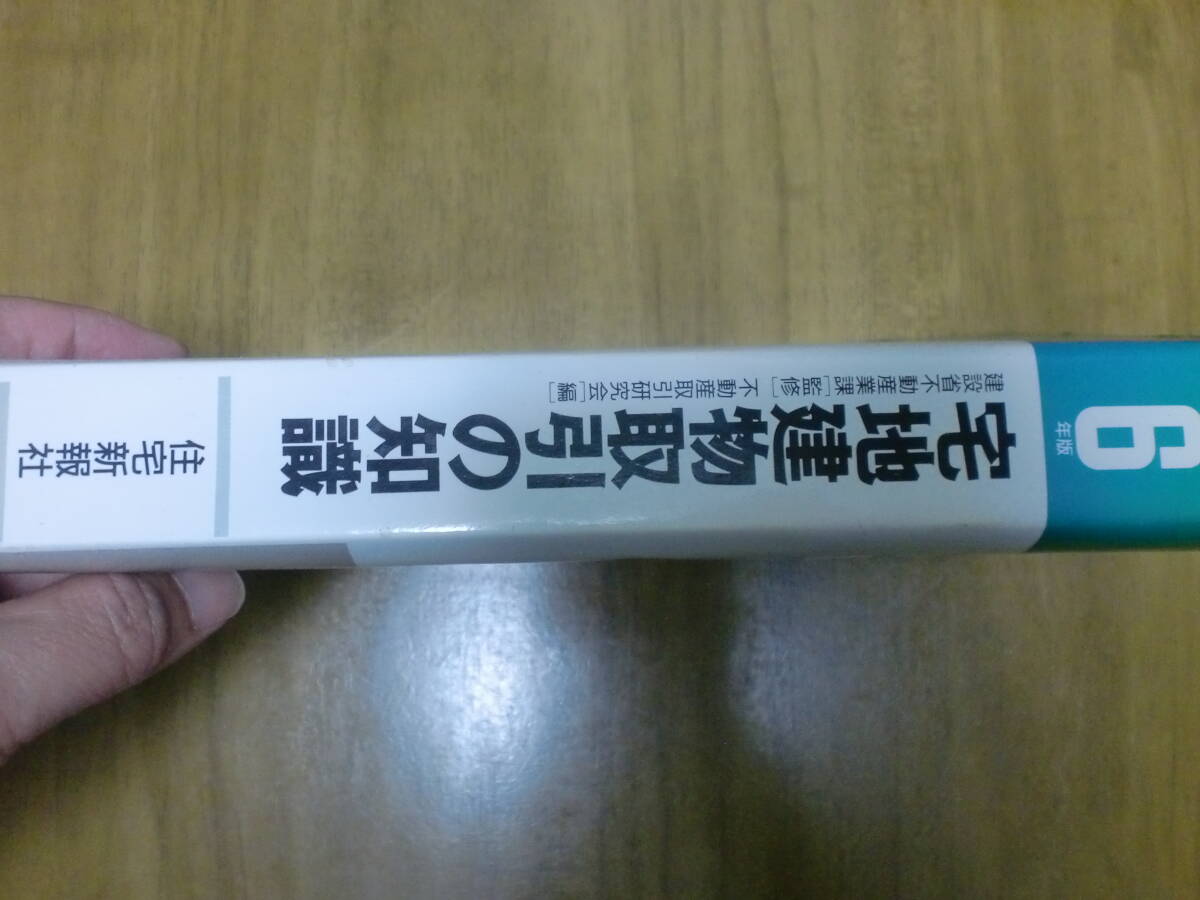 6
年版
宅地建物取引の知識
建設省不動産業課[監修]
不動産取引研究会[編]
住宅新報社